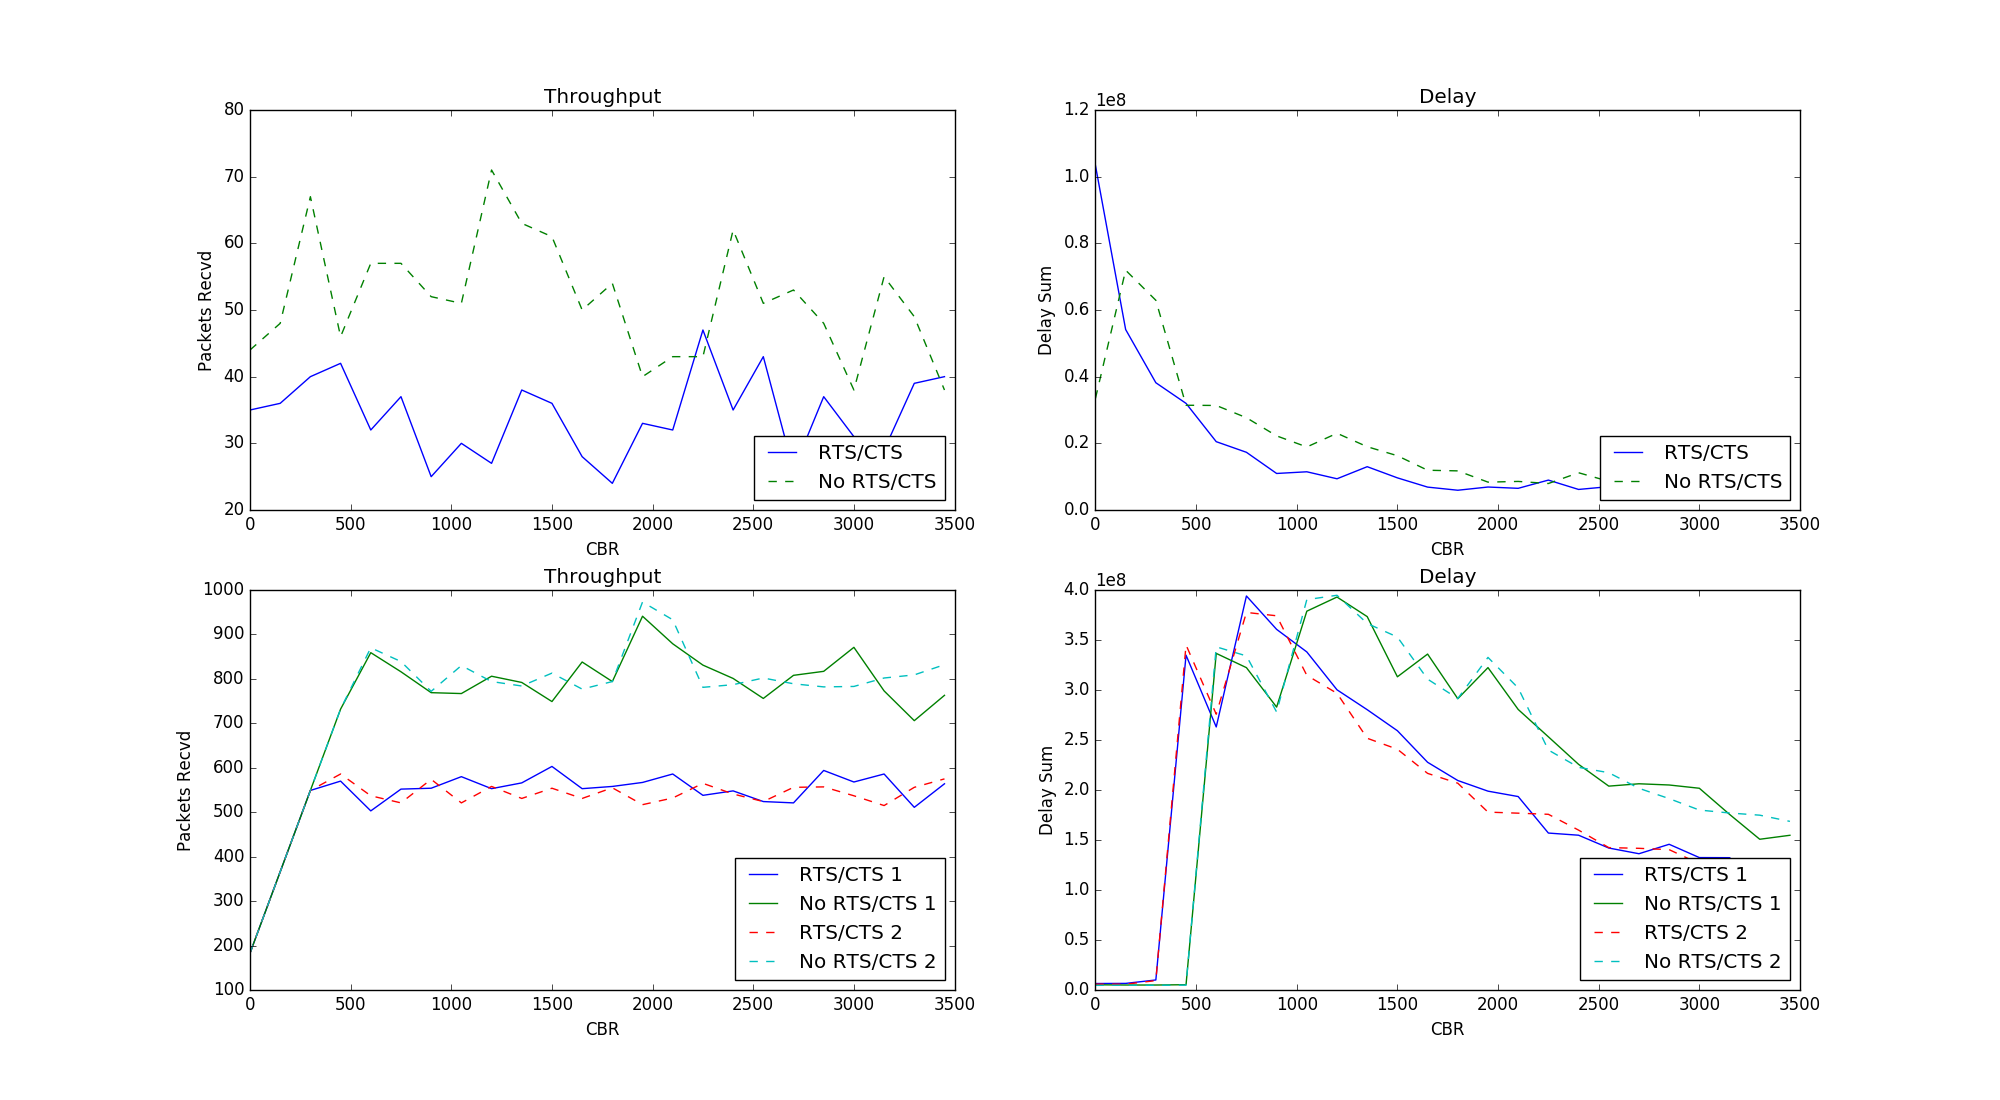 Throughput
80
70
60
50
40
30
20
Packets Recvd
0 500 1000 1500 2000 2500 3000 3500
CBR
RTS/CTS
No RTS/CTS
Delay
1e8
1.2
1.0
0.8
0.6
0.4
0.2
0.0
Delay Sum
0 500 1000 1500 2000 2500 3000 3500
CBR
RTS/CTS
No RTS/CTS
Throughput
1000
900
800
700
600
500
400
300
200
100
Packets Recvd
0 500 1000 1500 2000 2500 3000 3500
CBR
RTS/CTS 1
No RTS/CTS 1
RTS/CTS 2
No RTS/CTS 2
Delay
1e8
4.0
3.5
3.0
2.5
2.0
1.5
1.0
0.5
0.0
Delay Sum
0 500 1000 1500 2000 2500 3000 3500
CBR
RTS/CTS 1
No RTS/CTS 1
RTS/CTS 2
No RTS/CTS 2